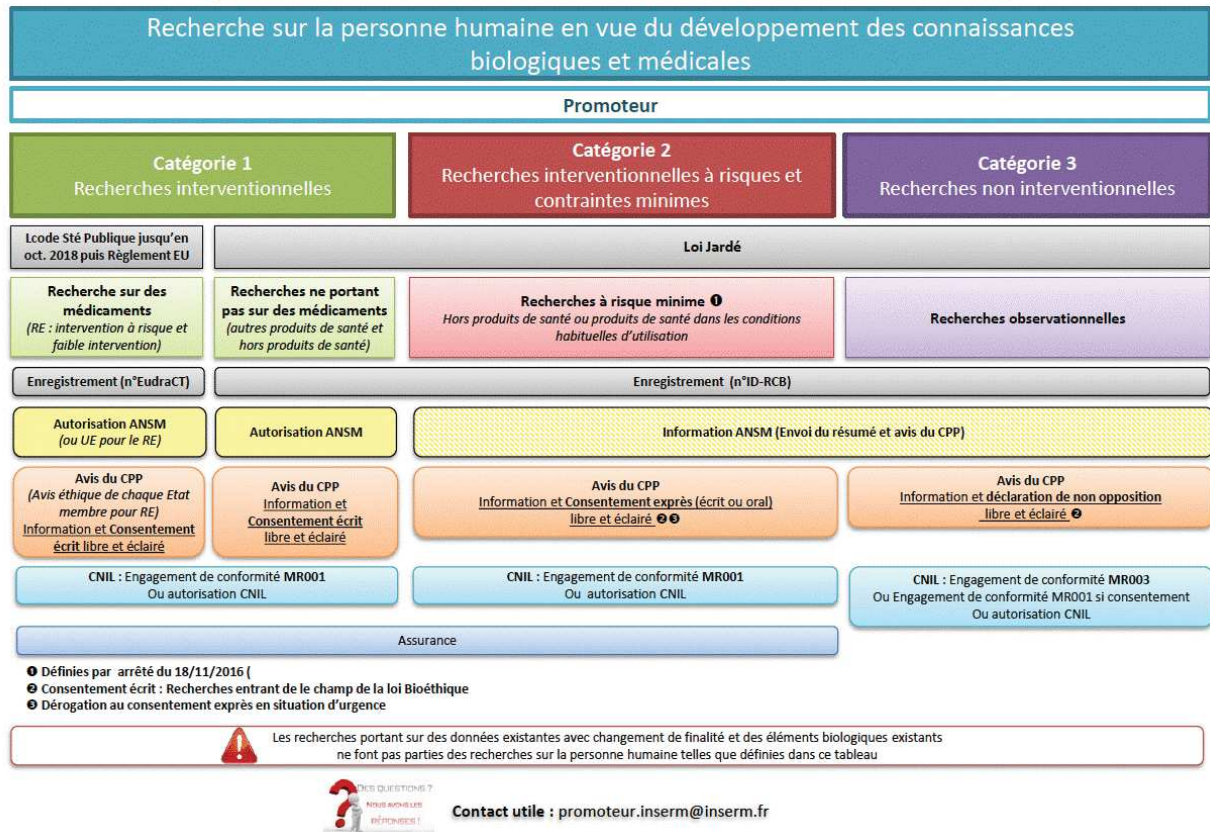 Recherche sur la personne humaine en vue du développement des connaissances
biologiques et médicales
Promoteur
Catégorie 1
Recherches interventionnelles
Catégorie 2
Recherches interventionnelles à risques et
contraintes minimes
Catégorie 3
Recherches non interventionnelles
Lcode Sté Publique jusqu'en
oct. 2018 puis Règlement EU
Loi Jardé
Recherche sur des
médicaments
(RE : intervention à risque et
faible intervention)
Recherches ne portant
pas sur des médicaments
(autres produits de santé et
hors produits de santé)
Recherches à risque minime ❶
Hors produits de santé ou produits de santé dans les conditions
habituelles d'utilisation
Recherches observationnelles
Enregistrement (n°EudraCT)
Enregistrement (n°ID-RCB)
Autorisation ANSM
(ou UE pour le RE)
Autorisation ANSM
Information ANSM (Envoi du résumé et avis du CPP)
Avis du CPP
(Avis éthique de chaque Etat
membre pour RE)
Information et Consentement
écrit libre et éclairé
Avis du CPP
Information et
Consentement écrit
libre et éclairé
Avis du CPP
Information et Consentement exprès (écrit ou oral)
libre et éclairé ❷❸
Avis du CPP
Information et déclaration de non opposition
libre et éclairé ❷
CNIL : Engagement de conformité MR001
Ou autorisation CNIL
CNIL : Engagement de conformité MR001
Ou autorisation CNIL
CNIL : Engagement de conformité MR003
Ou Engagement de conformité MR001 si consentement
Ou autorisation CNIL
Assurance
❶ Définies par arrêté du 18/11/2016 (
❷ Consentement écrit : Recherches entrant de le champ de la loi Bioéthique
❸ Dérogation au consentement exprès en situation d'urgence
Les recherches portant sur des données existantes avec changement de finalité et des éléments biologiques existants
ne font pas parties des recherches sur la personne humaine telles que définies dans ce tableau
DES QUESTIONS ?
NOUS AVONS LES
RÉPONSES !
Contact utile : promoteur.inserm@inserm.fr